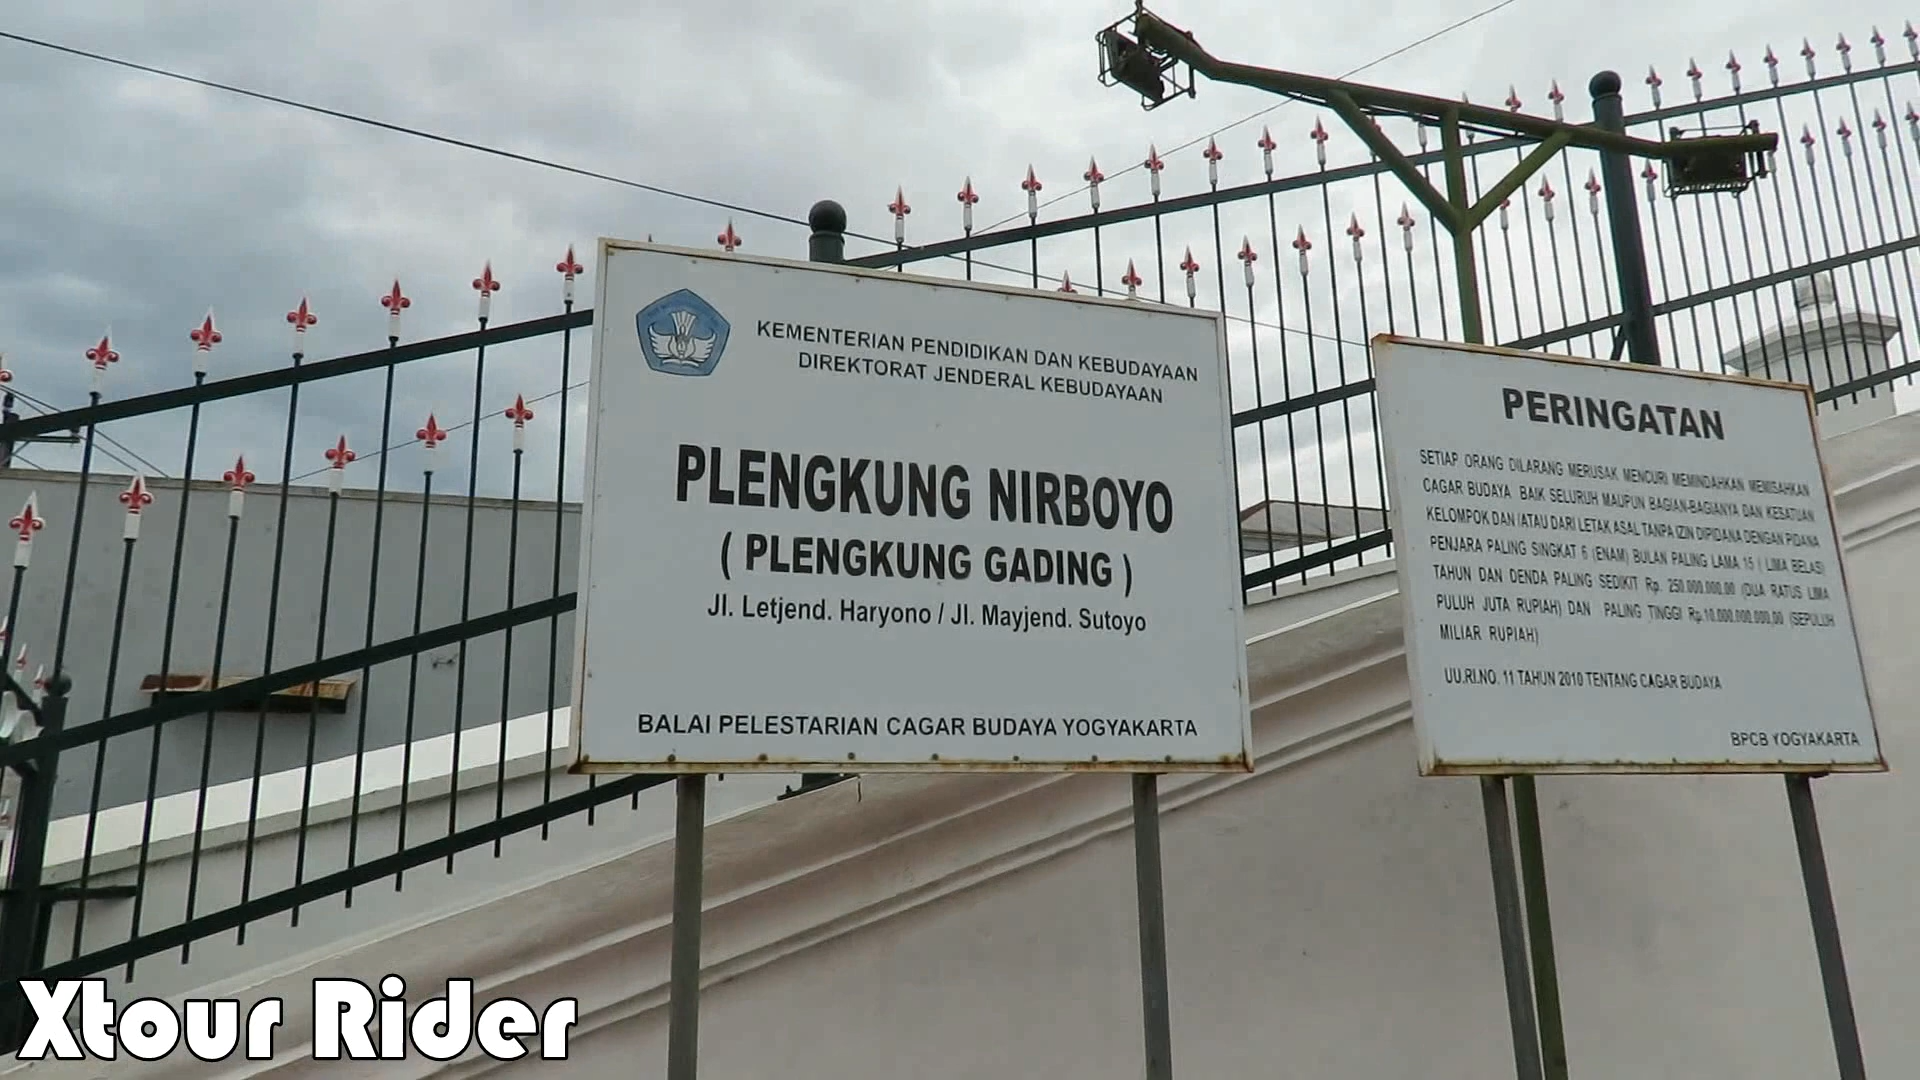 KEMENTERIAN PENDIDIKAN DAN KEBUDAYAAN
DIREKTORAT JENDERAL KEBUDAYAAN
PLENGKUNG NIRBOYO
( PLENGKUNG GADING )
Jl. Letjend. Haryono / Jl. Mayjend. Sutoyo
BALAI PELESTARIAN CAGAR BUDAYA YOGYAKARTA
PERINGATAN
SETIAP ORANG DILARANG MERUSAK MENCURI MEMINDAHKAN MEMISAHKAN
CAGAR BUDAYA BAIK SELURUH MAUPUN BAGIAN-BAGIANYA DAN KESATUAN
KELOMPOK DAN /ATAU DARI LETAK ASAL TANPA IZIN DIPIDANA DENGAN PIDANA
PENJARA PALING SINGKAT 6 (ENAM) BULAN PALING LAMA 15 ( LIMA BELAS)
TAHUN DAN DENDA PALING SEDIKIT Rp. 250.000.000.00 (DUA RATUS LIMA
PULUH JUTA RUPIAH) DAN PALING TINGGI Rp.10.000.000.000,00 (SEPULUH
MILIAR RUPIAH)
UU.RI.NO. 11 TAHUN 2010 TENTANG CAGAR BUDAYA
BPCB YOGYAKARTA
Xtour Rider